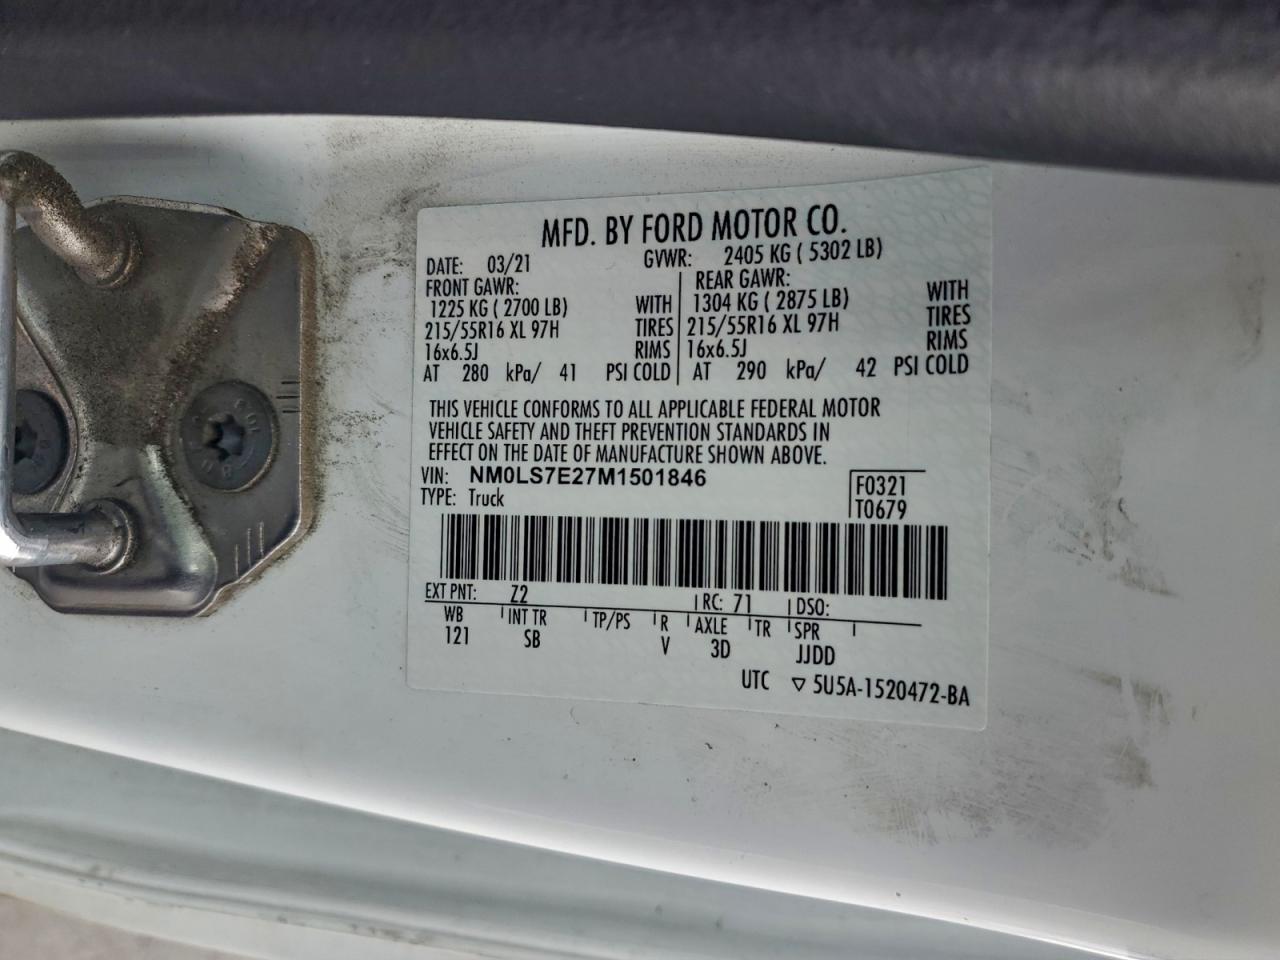 MFD. BY FORD MOTOR CO.
DATE: 03/21 GVWR: 2405 KG ( 5302 LB)
FRONT GAWR: REAR GAWR:
1225 KG ( 2700 LB) WITH 1304 KG ( 2875 LB) WITH
215/55R16 XL 97H TIRES 215/55R16 XL 97H TIRES
16x6.5J RIMS 16x6.5J RIMS
AT 280 kPa/ 41 PSI COLD AT 290 kPa/ 42 PSI COLD
THIS VEHICLE CONFORMS TO ALL APPLICABLE FEDERAL MOTOR
VEHICLE SAFETY AND THEFT PREVENTION STANDARDS IN
EFFECT ON THE DATE OF MANUFACTURE SHOWN ABOVE.
VIN: NM0LS7E27M1501846 F0321
TYPE: Truck T0679
EXT PNT: Z2 RC: 71 DSO:
WB INT TR TP/PS R AXLE TR SPR
121 SB V 3D JJDD
UTC ▽ 5U5A-1520472-BA